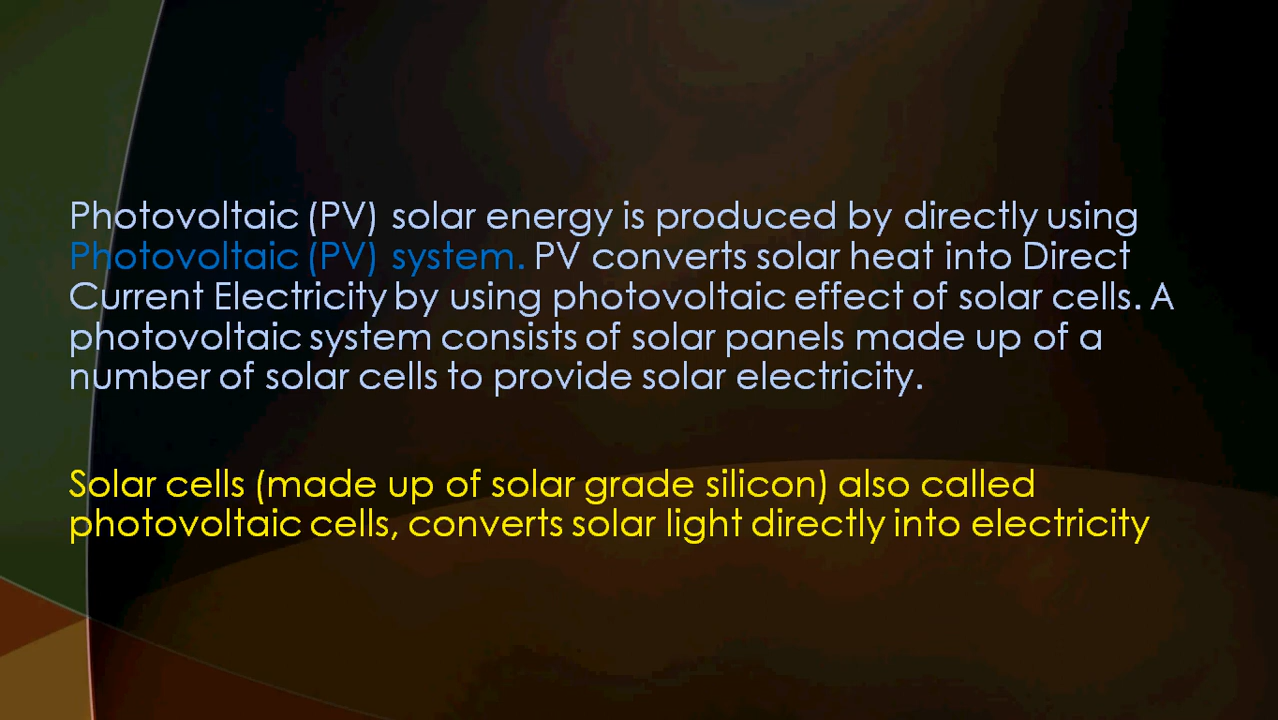 Photovoltaic (PV) solar energy is produced by directly using
Photovoltaic (PV) system. PV converts solar heat into Direct
Current Electricity by using photovoltaic effect of solar cells. A
photovoltaic system consists of solar panels made up of a
number of solar cells to provide solar electricity.
Solar cells (made up of solar grade silicon) also called
photovoltaic cells, converts solar light directly into electricity